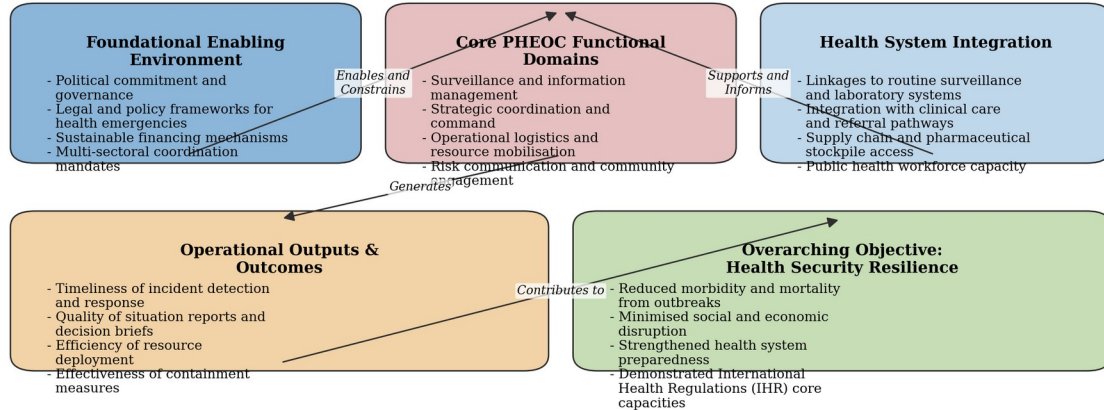 Foundational Enabling
Environment
- Political commitment and
governance
- Legal and policy frameworks for
health emergencies
- Sustainable financing mechanisms
- Multi-sectoral coordination
mandates
Enables and
Constrains
Core PHEOC Functional
Domains
- Surveillance and information
management
- Strategic coordination and
command
- Operational logistics and
resource mobilisation
- Risk communication and community
engagement
Supports and
Informs
Health System Integration
- Linkages to routine surveillance
and laboratory systems
- Integration with clinical care
and referral pathways
- Supply chain and pharmaceutical
stockpile access
- Public health workforce capacity
Generates
Operational Outputs &
Outcomes
- Timeliness of incident detection
and response
- Quality of situation reports and
decision briefs
- Efficiency of resource
deployment
- Effectiveness of containment
measures
Contributes to
Overarching Objective:
Health Security Resilience
- Reduced morbidity and mortality
from outbreaks
- Minimised social and economic
disruption
- Strengthened health system
preparedness
- Demonstrated International
Health Regulations (IHR) core
capacities